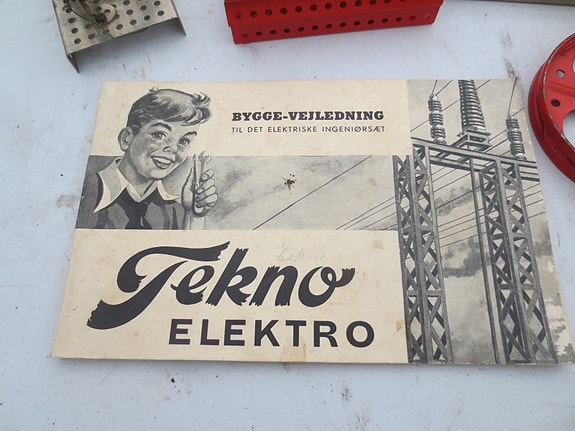 BYGGE-VEJLEDNING
TIL DET ELEKTRISKE INGENIØRSÆT
Tekno
ELEKTRO